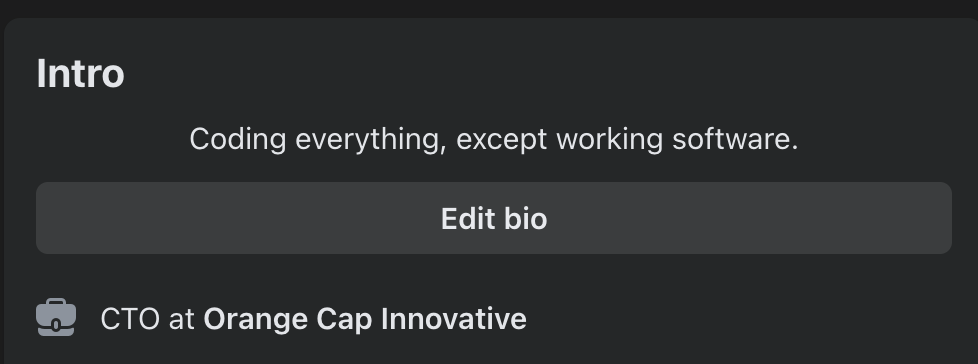 Intro
Coding everything, except working software.
Edit bio
CTO at Orange Cap Innovative